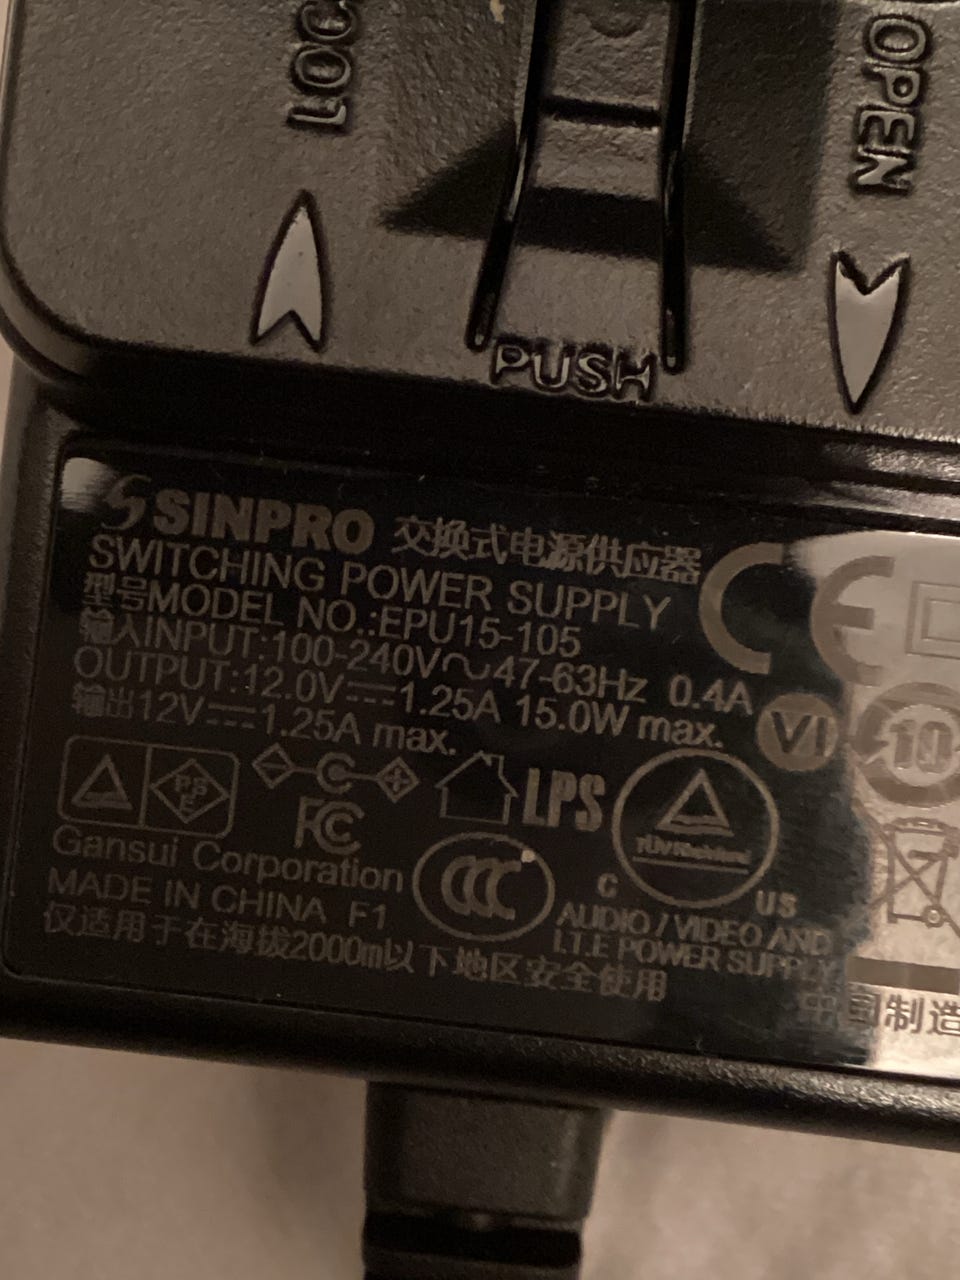 OPEN
PUSH
SINPRO 交换式电源供应器
SWITCHING POWER SUPPLY
型号MODEL NO.:EPU15-105
输入INPUT:100-240V~47-63Hz 0.4A
OUTPUT:12.0V⎓1.25A 15.0W max.
输出12V⎓1.25A max.
CE
VI
10
PSE
FC
LPS
TÜVRheinland
C US
Gansui Corporation
CCC
MADE IN CHINA F1
AUDIO / VIDEO AND
I.T.E POWER SUPPLY
仅适用于在海拔2000m以下地区安全使用
中国制造